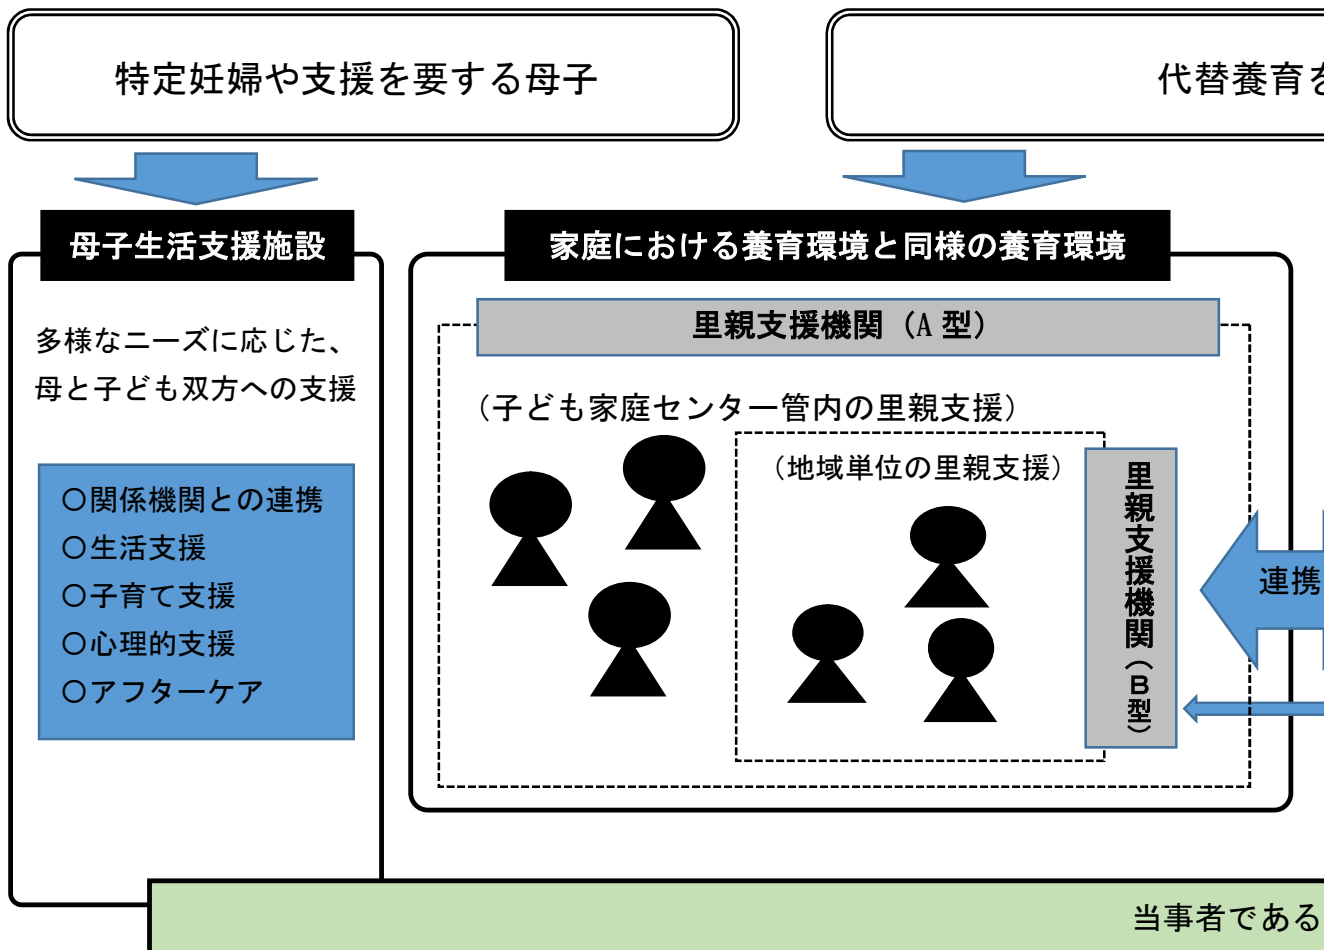 特定妊婦や支援を要する母子
代替養育を
母子生活支援施設
多様なニーズに応じた、
母と子ども双方への支援
〇関係機関との連携
〇生活支援
〇子育て支援
〇心理的支援
〇アフターケア
家庭における養育環境と同様の養育環境
里親支援機関（A型）
（子ども家庭センター管内の里親支援）
（地域単位の里親支援）
里親支援機関（Ｂ型）
連携
当事者である